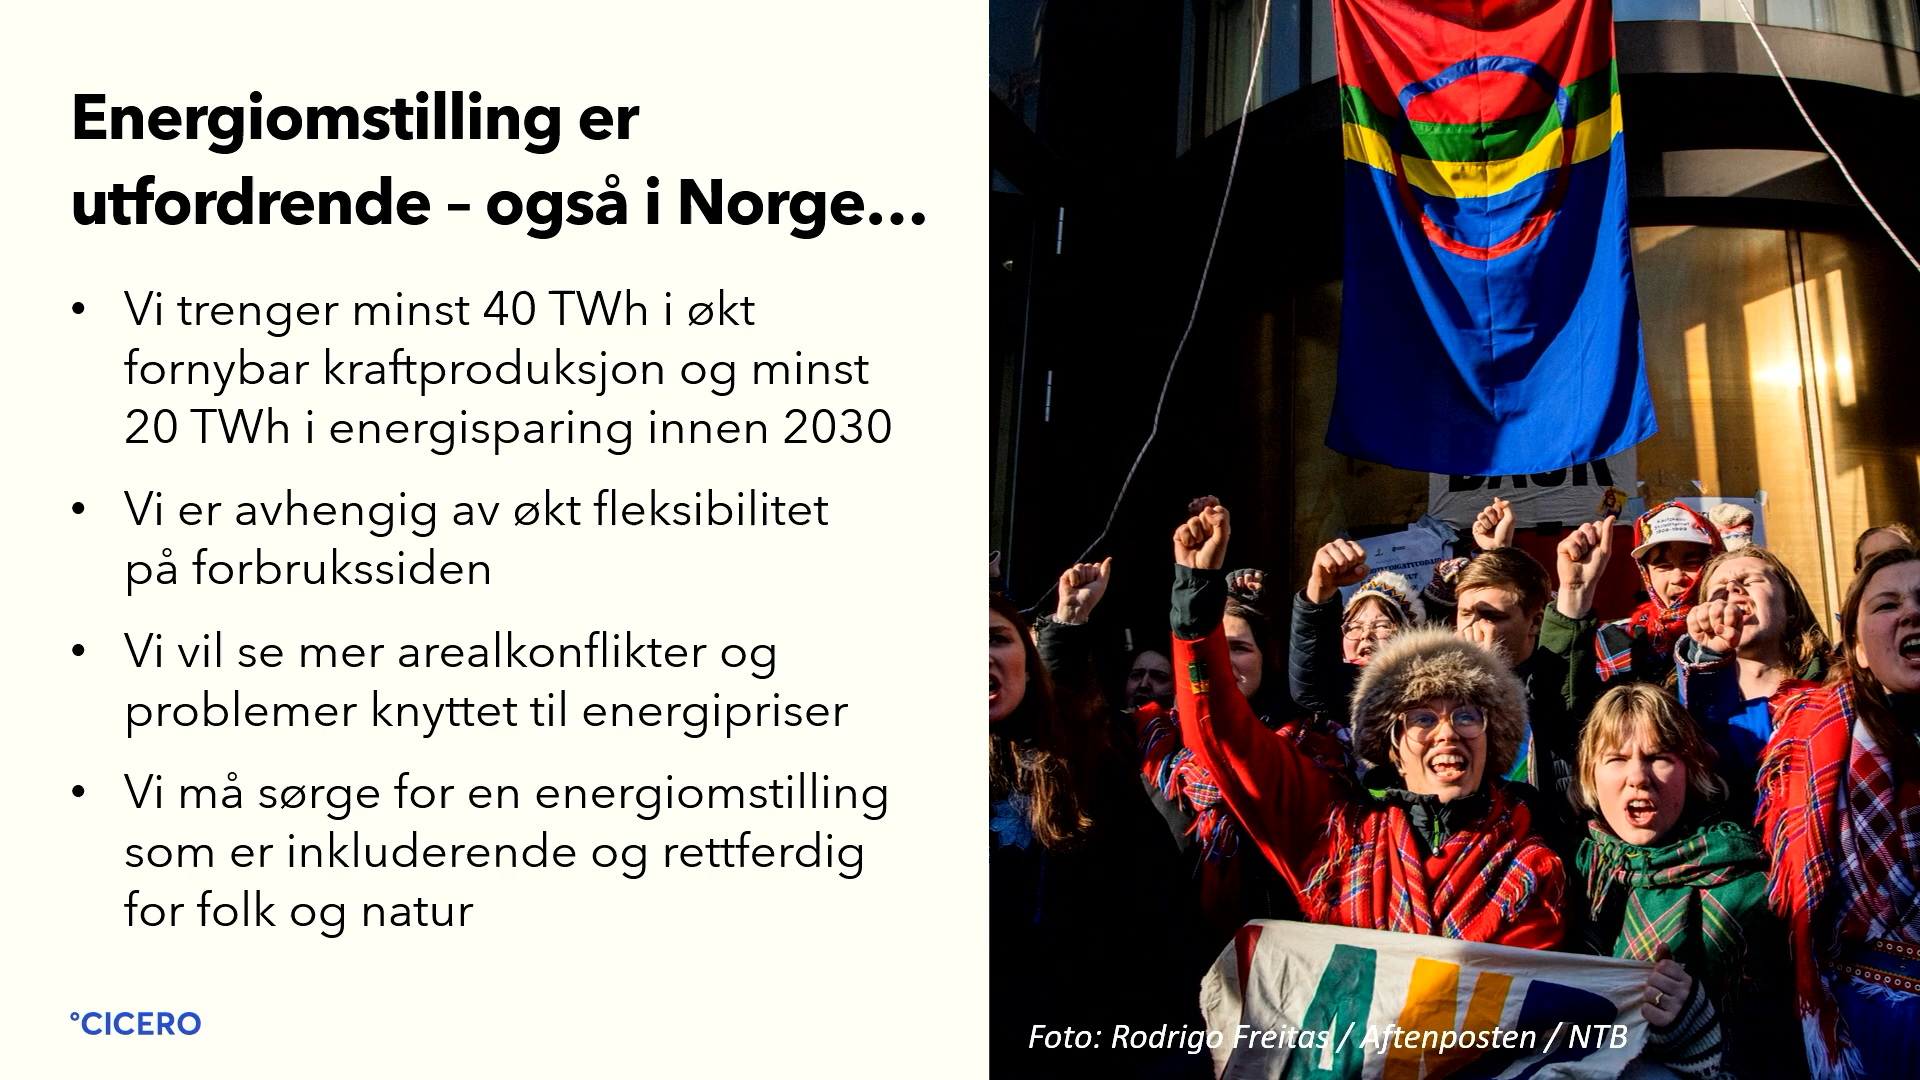 Energiomstilling er
utfordrende – også i Norge…
• Vi trenger minst 40 TWh i økt
fornybar kraftproduksjon og minst
20 TWh i energisparing innen 2030
• Vi er avhengig av økt fleksibilitet
på forbrukssiden
• Vi vil se mer arealkonflikter og
problemer knyttet til energipriser
• Vi må sørge for en energiomstilling
som er inkluderende og rettferdig
for folk og natur
°CICERO
BACK
AND
Foto: Rodrigo Freitas / Aftenposten / NTB